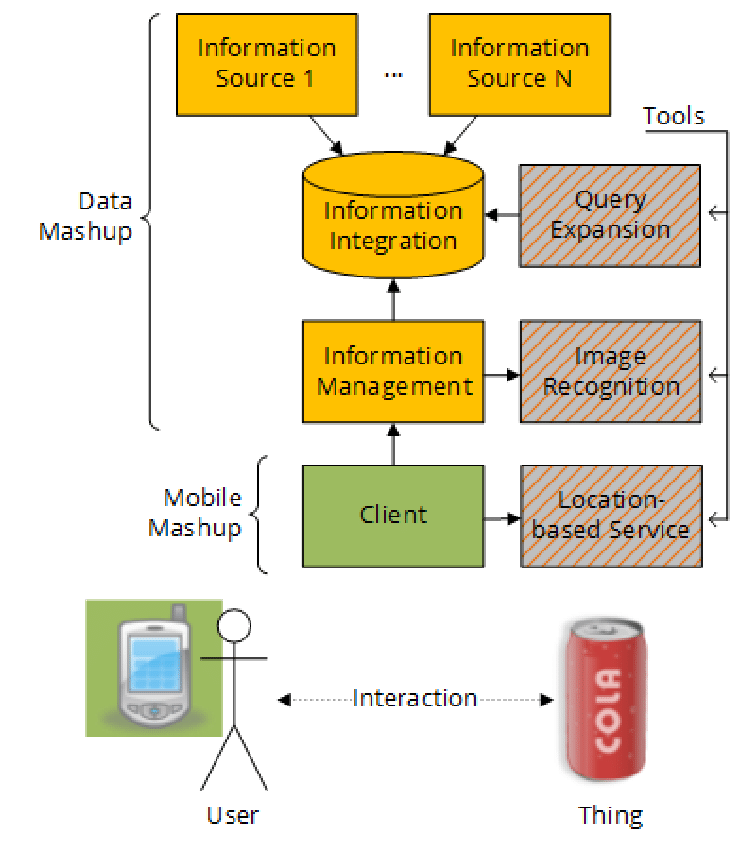 Information
Source 1
...
Information
Source N
Tools
Data
Mashup
Information
Integration
Query
Expansion
Information
Management
Image
Recognition
Mobile
Mashup
Client
Location-
based Service
Interaction
COLA
User
Thing